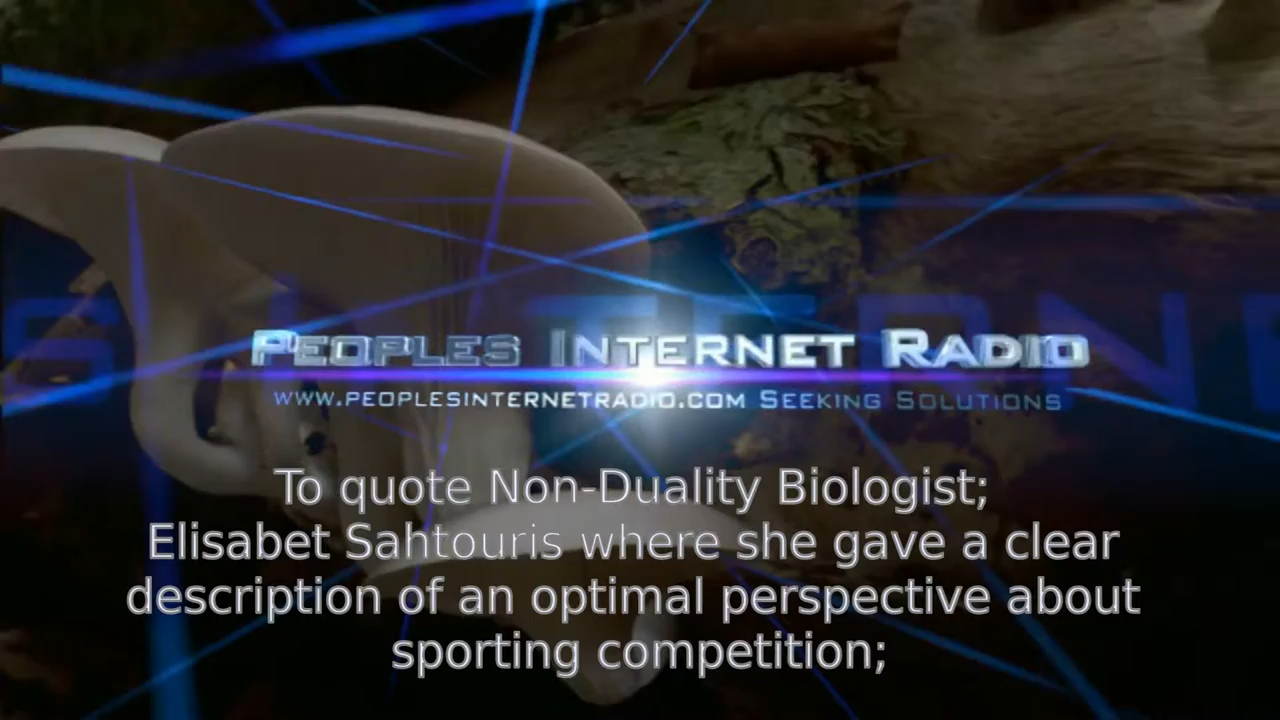 PEOPLES INTERNET RADIO
WWW.PEOPLESINTERNETRADIO.COM SEEKING SOLUTIONS
To quote Non-Duality Biologist;
Elisabet Sahtouris where she gave a clear
description of an optimal perspective about
sporting competition;